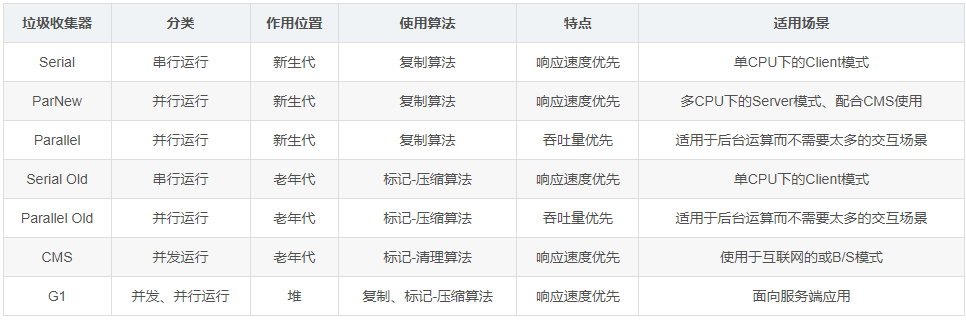 垃圾收集器 分类 作用位置 使用算法 特点 适用场景
Serial 串行运行 新生代 复制算法 响应速度优先 单CPU下的Client模式
ParNew 并行运行 新生代 复制算法 响应速度优先 多CPU下的Server模式、配合CMS使用
Parallel 并行运行 新生代 复制算法 吞吐量优先 适用于后台运算而不需要太多的交互场景
Serial Old 串行运行 老年代 标记-压缩算法 响应速度优先 单CPU下的Client模式
Parallel Old 并行运行 老年代 标记-压缩算法 吞吐量优先 适用于后台运算而不需要太多的交互场景
CMS 并发运行 老年代 标记-清理算法 响应速度优先 使用于互联网的或B/S模式
G1 并发、并行运行 堆 复制、标记-压缩算法 响应速度优先 面向服务端应用